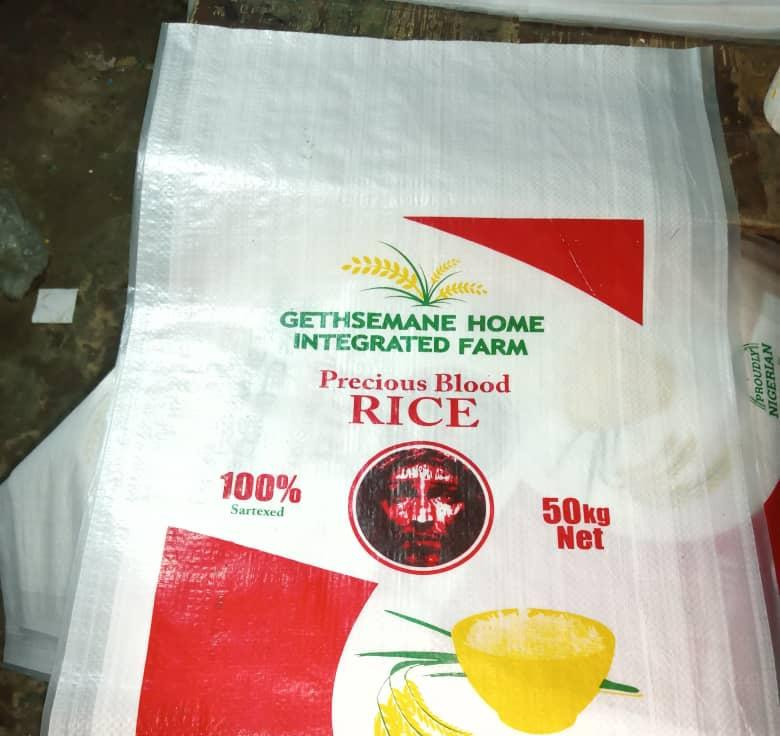 GETHSEMANE HOME
INTEGRATED FARM
Precious Blood
RICE
100%
Sartexed
50kg
Net
PROUDLY
NIGERIAN